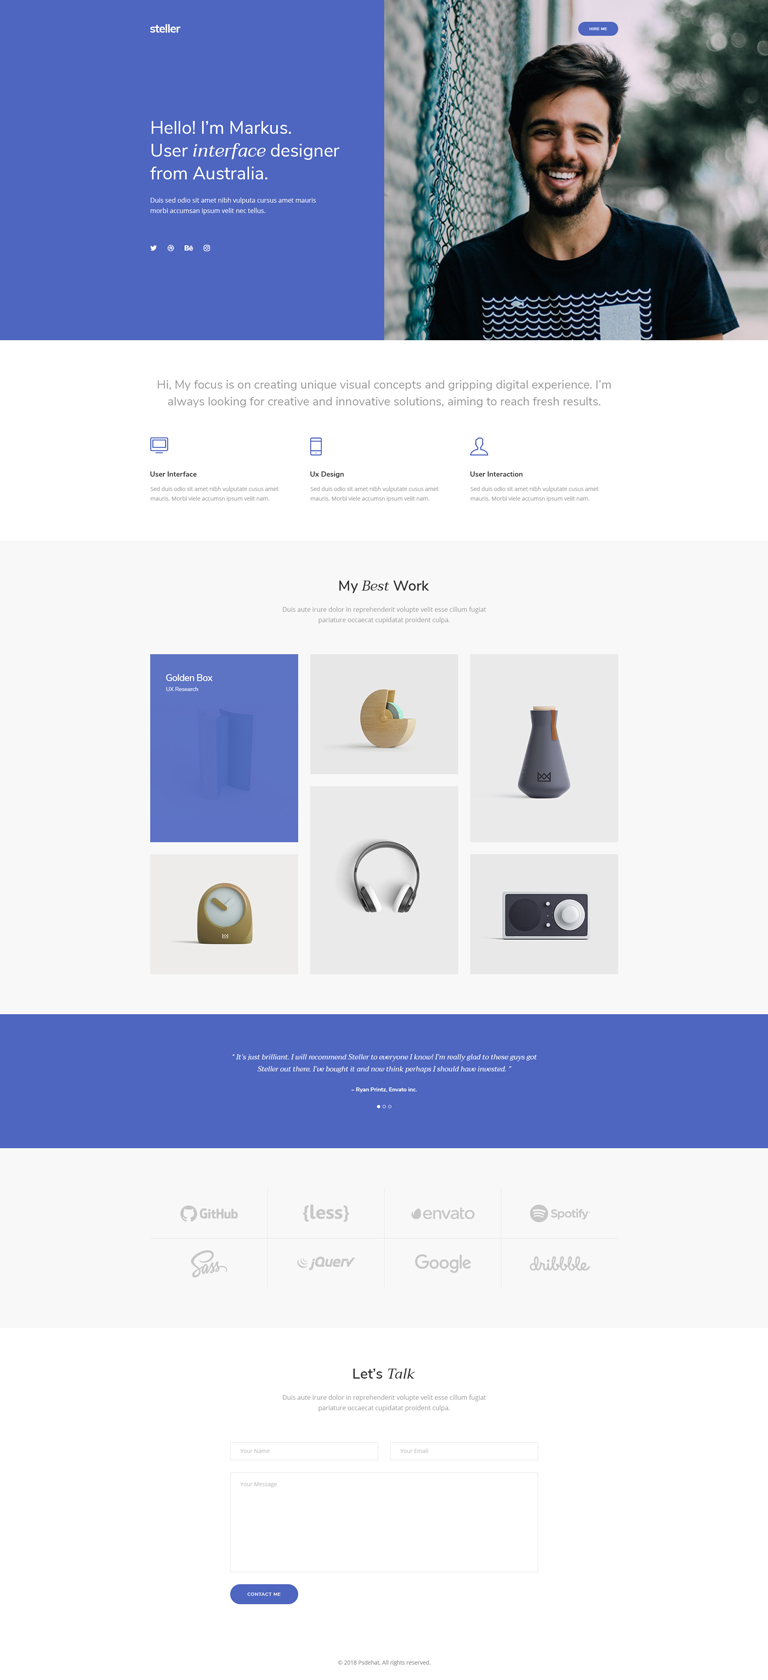 steller
HIRE ME
Hello! I'm Markus.
User interface designer
from Australia.
Duis sed odio sit amet nibh vulputa cursus amet mauris
morbi accumsan ipsum velit nec tellus.
Bē
Hi, My focus is on creating unique visual concepts and gripping digital experience. I'm
always looking for creative and innovative solutions, aiming to reach fresh results.
User Interface
Sed duis odio sit amet nibh vulputate cusus amet
mauris. Morbi viele accumsn ipsum velit nam.
Ux Design
Sed duis odio sit amet nibh vulputate cusus amet
mauris. Morbi viele accumsn ipsum velit nam.
User Interaction
Sed duis odio sit amet nibh vulputate cusus amet
mauris. Morbi viele accumsn ipsum velit nam.
My Best Work
Duis aute irure dolor in reprehenderit volupte velit esse cillum fugiat
pariature occaecat cupidatat proident culpa.
Golden Box
UX Research
" It's just brilliant. I will recommend Steller to everyone I know! I'm really glad to these guys got
Steller out there. I've bought it and now think perhaps I should have invested. "
– Ryan Printz, Envato inc.
GitHub
{less}
envato
Spotify
Sass
jQuery
Google
dribbble
Let's Talk
Duis aute irure dolor in reprehenderit volupte velit esse cillum fugiat
pariature occaecat cupidatat proident culpa.
Your Name
Your Email
Your Message
CONTACT ME
© 2018 Psdehat, All rights reserved.